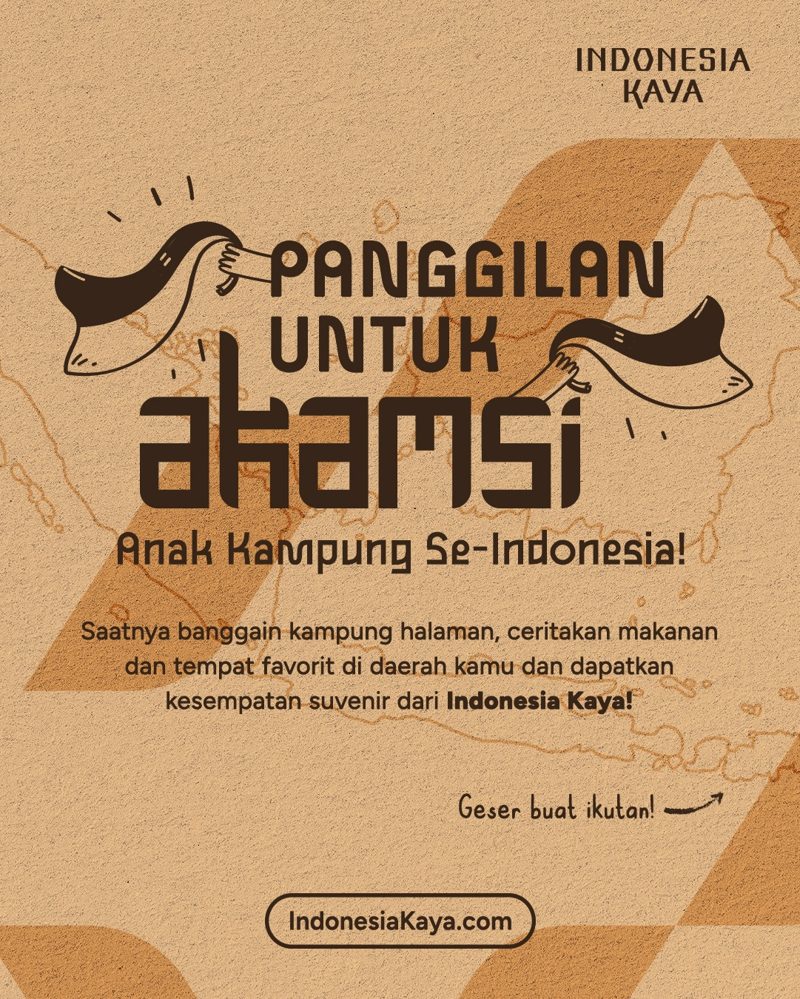 INDONESIA
KAYA
PANGGILAN
UNTUK
akamsi
Anak Kampung Se-Indonesia!
Saatnya banggain kampung halaman, ceritakan makanan
dan tempat favorit di daerah kamu dan dapatkan
kesempatan suvenir dari Indonesia Kaya!
Geser buat ikutan!
IndonesiaKaya.com